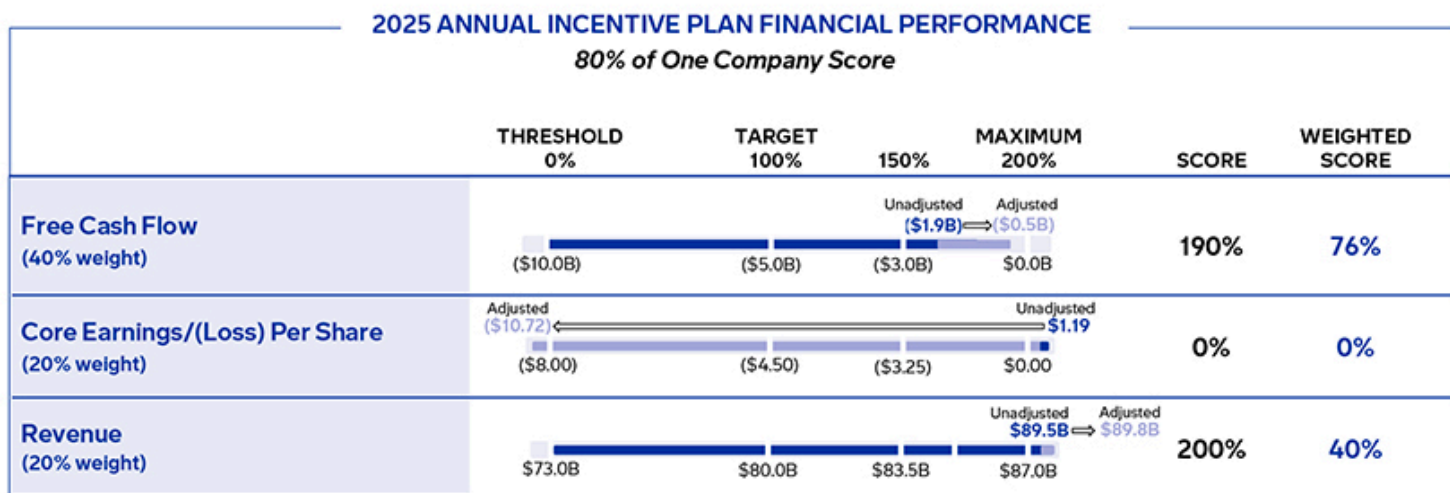 2025 ANNUAL INCENTIVE PLAN FINANCIAL PERFORMANCE
80% of One Company Score
THRESHOLD TARGET MAXIMUM WEIGHTED
0% 100% 150% 200% SCORE SCORE
Unadjusted Adjusted
Free Cash Flow ($1.9B) ($0.5B)
(40% weight) 190% 76%
($10.0B) ($5.0B) ($3.0B) $0.0B
Adjusted Unadjusted
Core Earnings/(Loss) Per Share ($10.72) $1.19
(20% weight) 0% 0%
($8.00) ($4.50) ($3.25) $0.00
Unadjusted Adjusted
Revenue $89.5B $89.8B
(20% weight) 200% 40%
$73.0B $80.0B $83.5B $87.0B